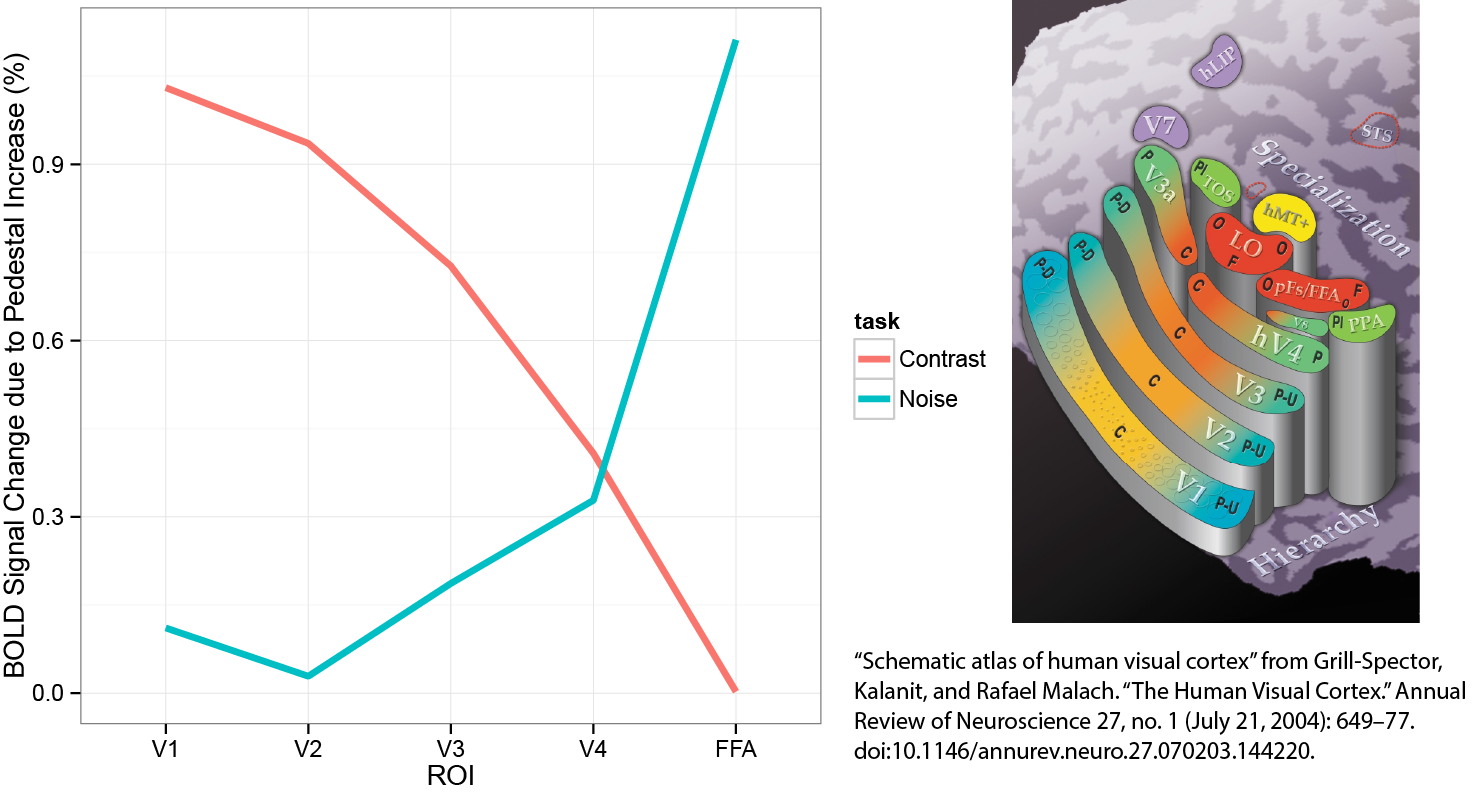 BOLD Signal Change due to Pedestal Increase (%)
0.9
0.6
0.3
0.0
V1 V2 V3 V4 FFA
ROI
task
Contrast
Noise
hLIP
V7
STS
Specialization
P
V3a
C
Pl
TOS
hMT+
P-D
O
LO
O
F
P-D
P-D
C
O
pFs/FFA
O
F
V8
Pl
PPA
hV4
P
C
V3
P-U
C
V2
P-U
C
V1
P-U
Hierarchy
“Schematic atlas of human visual cortex” from Grill-Spector,
Kalanit, and Rafael Malach. “The Human Visual Cortex.” Annual
Review of Neuroscience 27, no. 1 (July 21, 2004): 649–77.
doi:10.1146/annurev.neuro.27.070203.144220.